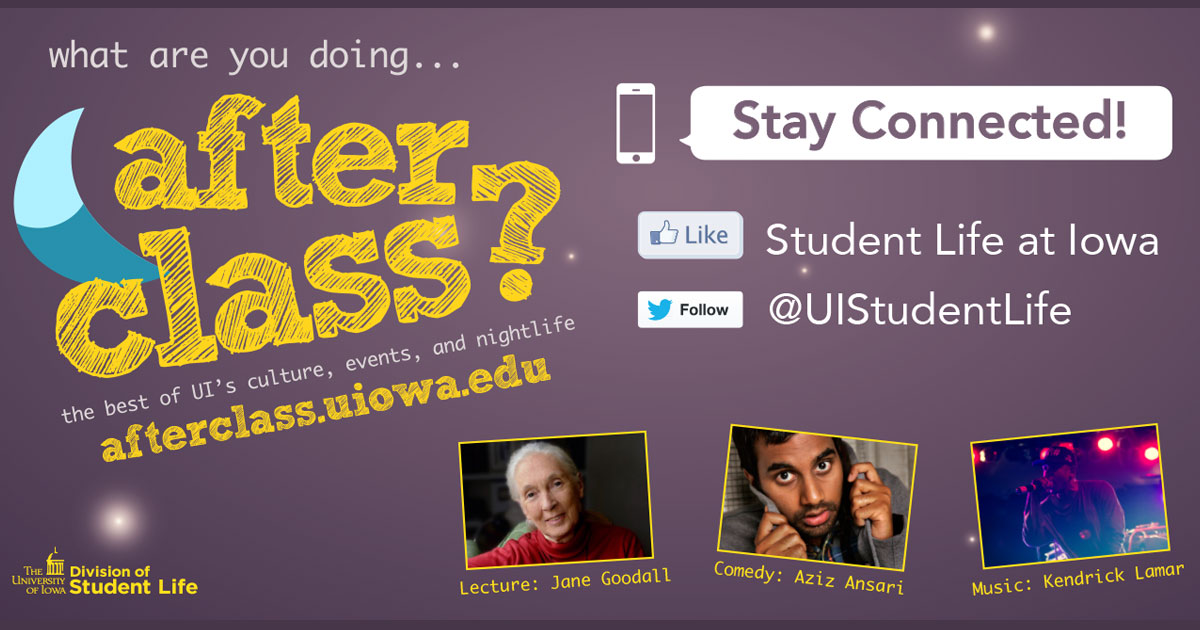 what are you doing...
after
class?
the best of UI's culture, events, and nightlife
afterclass.uiowa.edu
Stay Connected!
Like
Student Life at Iowa
Follow
@UIStudentLife
Lecture: Jane Goodall
Comedy: Aziz Ansari
Music: Kendrick Lamar
THE
UNIVERSITY
OF IOWA
Division of
Student Life